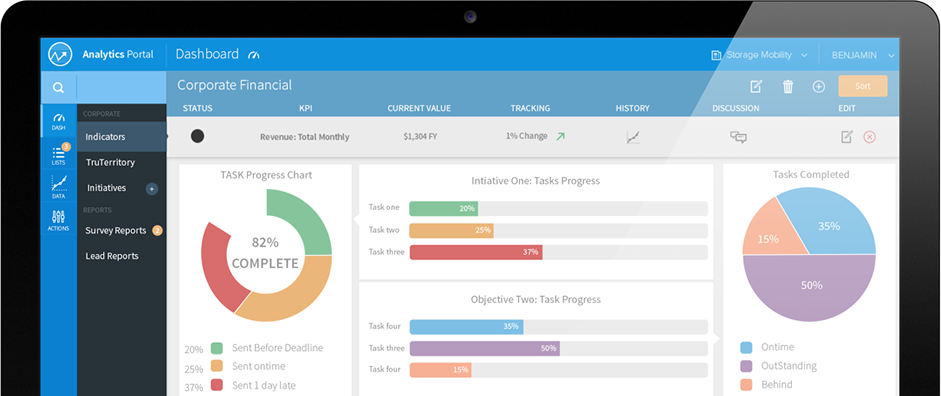 Analytics Portal
Dashboard
Storage Mobility
BENJAMIN
Corporate Financial
Sort
STATUS KPI CURRENT VALUE TRACKING HISTORY DISCUSSION EDIT
Revenue: Total Monthly $1,304 FY 1% Change
DASH
3
LISTS
DATA
ACTIONS
CORPORATE
Indicators
TruTerritory
Initiatives +
REPORTS
Survey Reports 2
Lead Reports
TASK Progress Chart
82%
COMPLETE
20% Sent Before Deadline
25% Sent ontime
37% Sent 1 day late
Intiative One: Tasks Progress
Task one 20%
Task two 25%
Task three 37%
Objective Two: Task Progress
Task four 35%
Task three 50%
Task four 15%
Tasks Completed
35%
15%
50%
Ontime
OutStanding
Behind